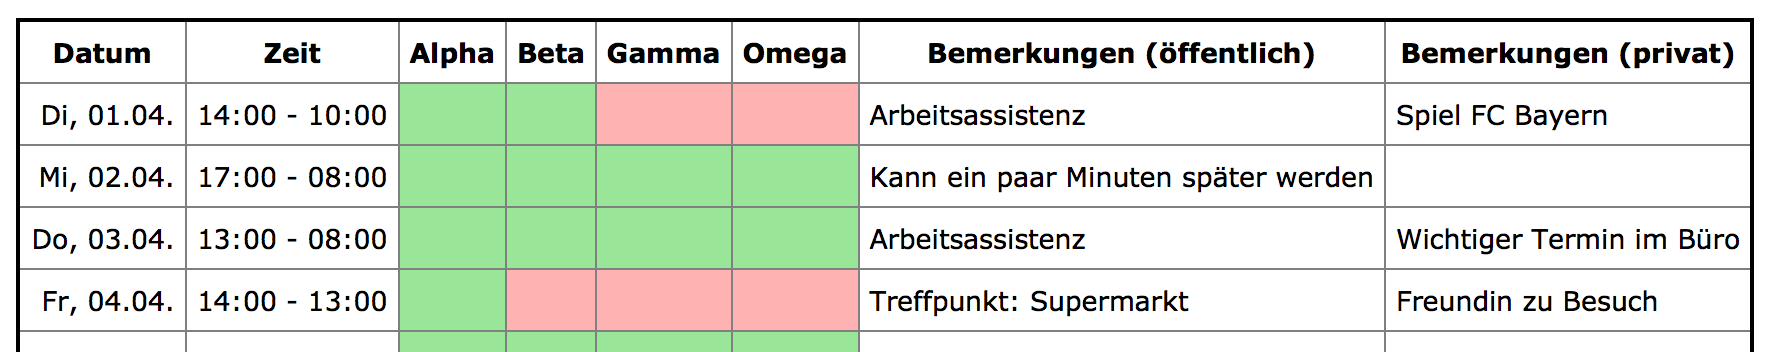 Datum Zeit Alpha Beta Gamma Omega Bemerkungen (öffentlich) Bemerkungen (privat)
Di, 01.04. 14:00 - 10:00 Arbeitsassistenz Spiel FC Bayern
Mi, 02.04. 17:00 - 08:00 Kann ein paar Minuten später werden
Do, 03.04. 13:00 - 08:00 Arbeitsassistenz Wichtiger Termin im Büro
Fr, 04.04. 14:00 - 13:00 Treffpunkt: Supermarkt Freundin zu Besuch